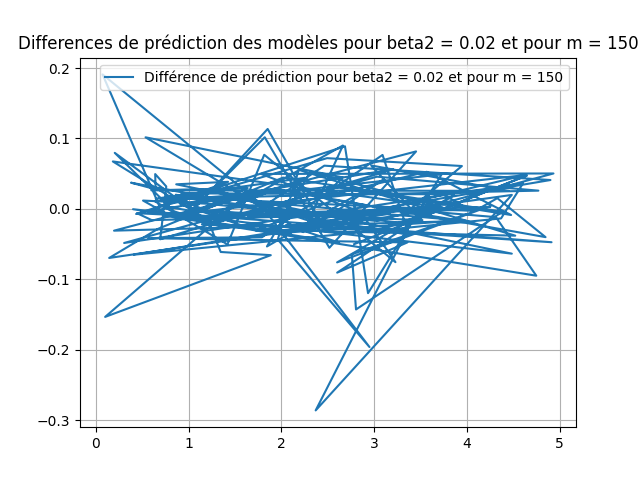 Differences de prédiction des modèles pour beta2 = 0.02 et pour m = 150
Différence de prédiction pour beta2 = 0.02 et pour m = 150
0.2
0.1
0.0
−0.1
−0.2
−0.3
0 1 2 3 4 5